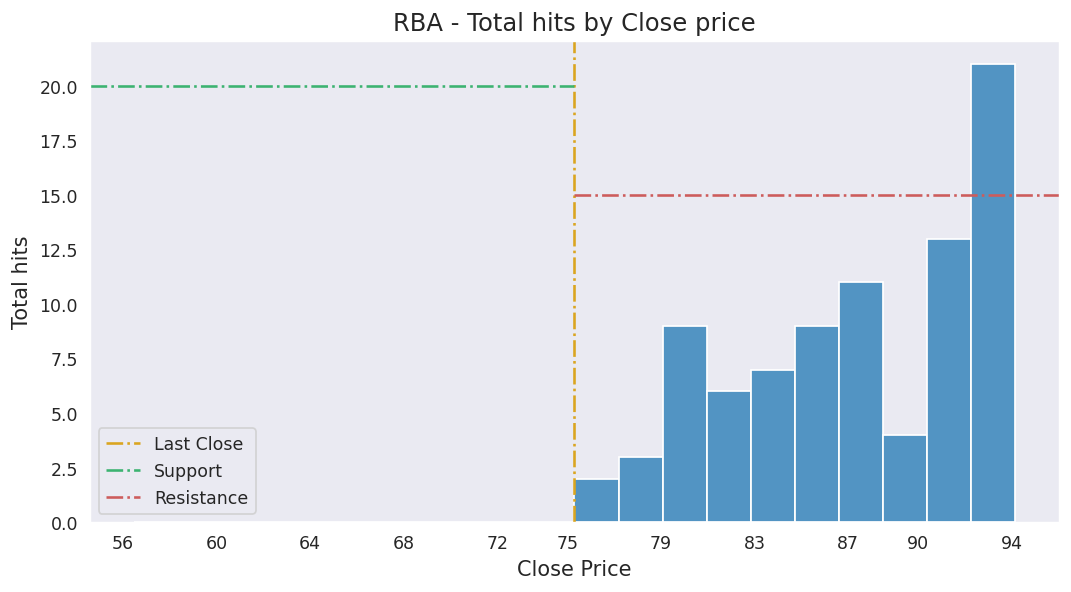 RBA - Total hits by Close price
Total hits
20.0
17.5
15.0
12.5
10.0
7.5
5.0
2.5
0.0
Last Close
Support
Resistance
56 60 64 68 72 75 79 83 87 90 94
Close Price